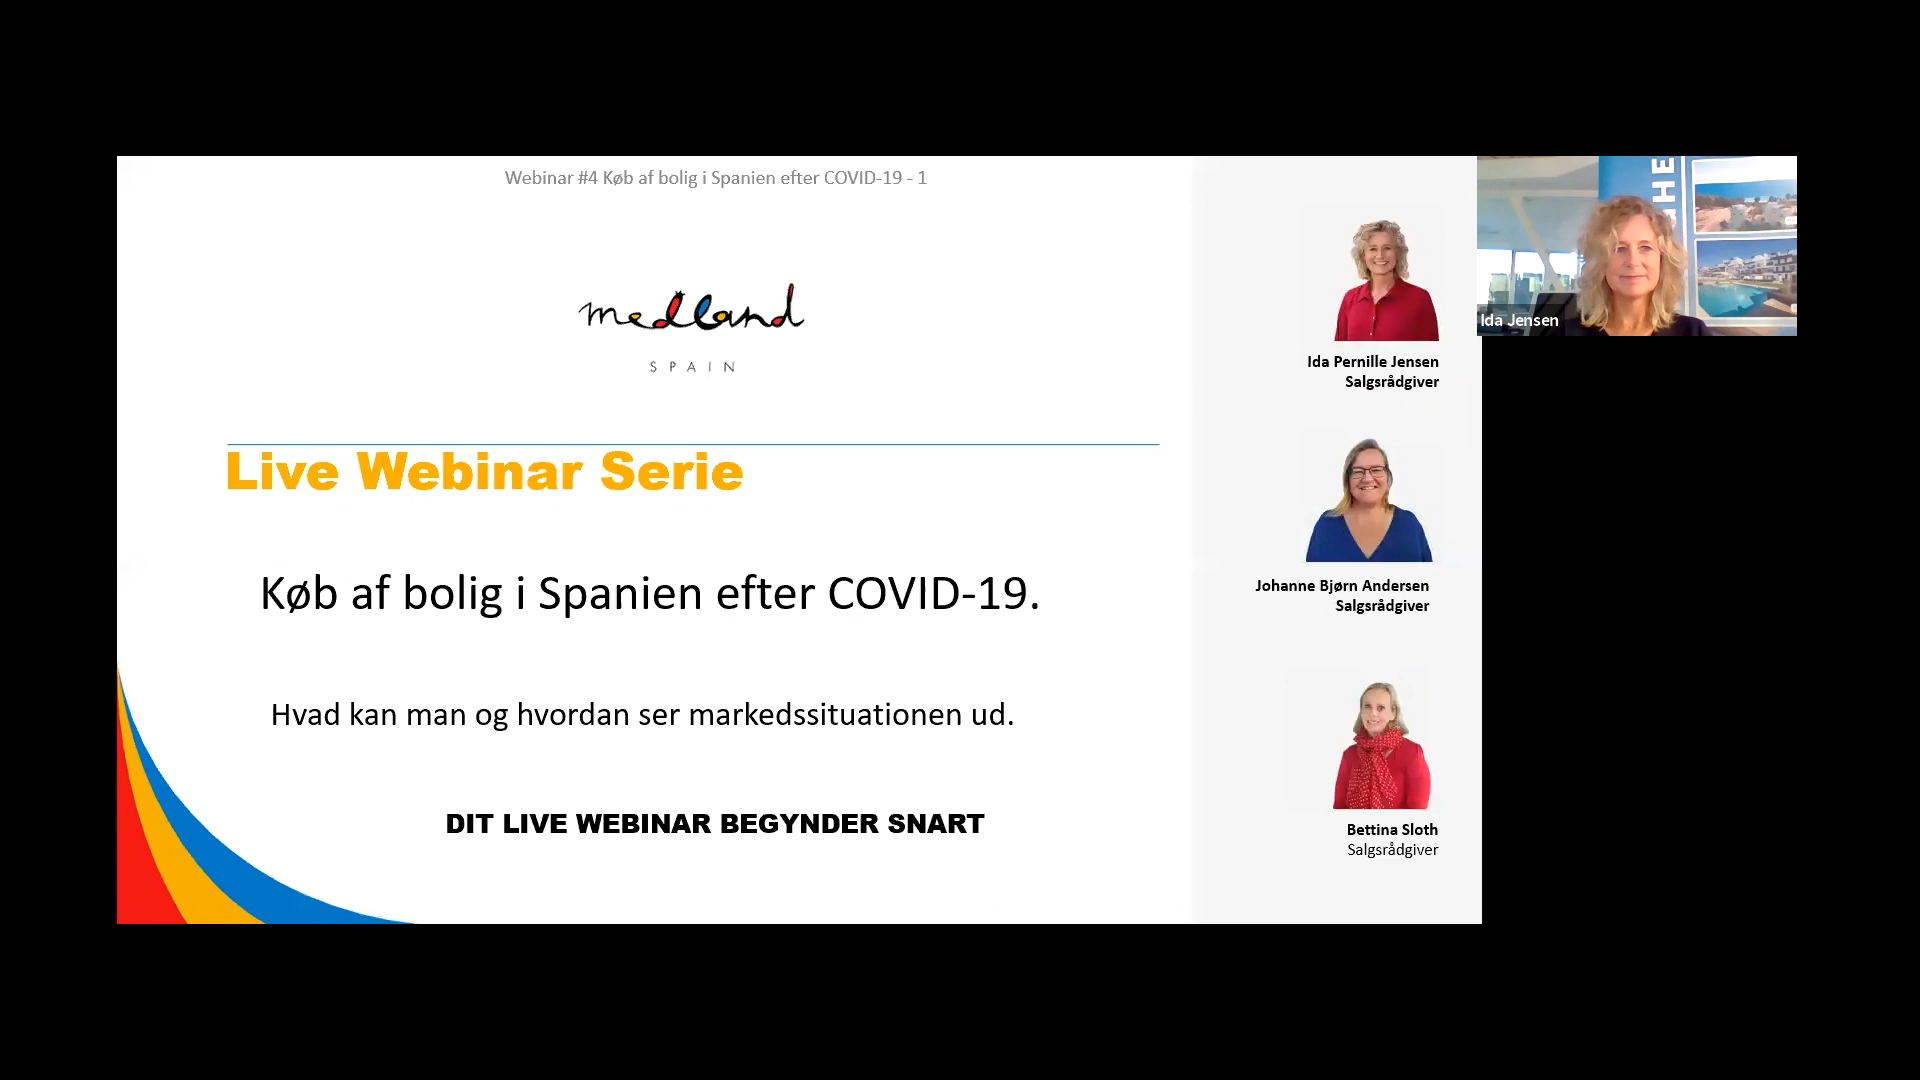 Webinar #4 Køb af bolig i Spanien efter COVID-19 - 1
medland
SPAIN
Live Webinar Serie
Køb af bolig i Spanien efter COVID-19.
Hvad kan man og hvordan ser markedssituationen ud.
DIT LIVE WEBINAR BEGYNDER SNART
Ida Pernille Jensen
Salgsrådgiver
Johanne Bjørn Andersen
Salgsrådgiver
Bettina Sloth
Salgsrådgiver
Ida Jensen